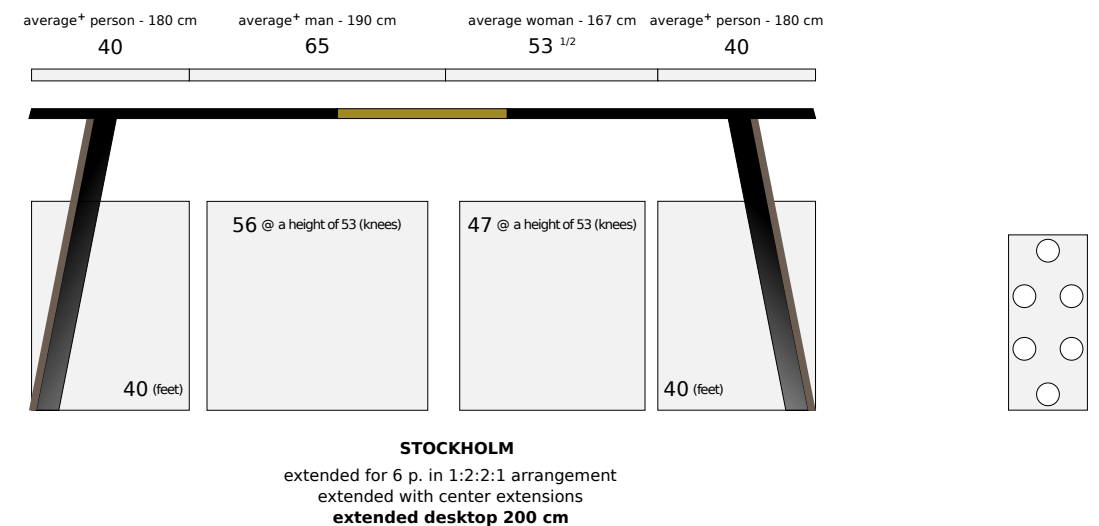 average+ person - 180 cm average+ man - 190 cm average woman - 167 cm average+ person - 180 cm
40 65 53 1/2 40
56 @ a height of 53 (knees) 47 @ a height of 53 (knees)
40 (feet) 40 (feet)
STOCKHOLM
extended for 6 p. in 1:2:2:1 arrangement
extended with center extensions
extended desktop 200 cm